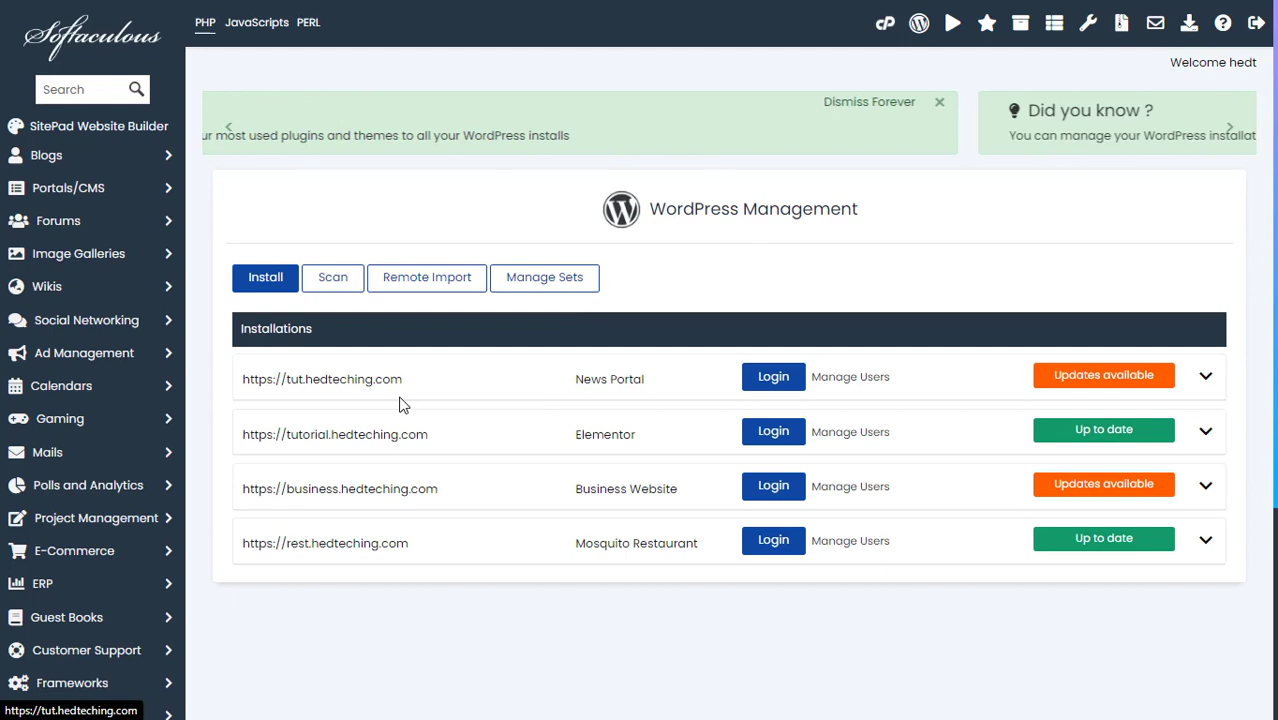 Softaculous
PHP JavaScripts PERL
Welcome hedt
Search
SitePad Website Builder
Blogs
Portals/CMS
Forums
Image Galleries
Wikis
Social Networking
Ad Management
Calendars
Gaming
Mails
Polls and Analytics
Project Management
E-Commerce
ERP
Guest Books
Customer Support
Frameworks
https://tut.hedteching.com
Dismiss Forever
ur most used plugins and themes to all your WordPress installs
Did you know ?
You can manage your WordPress installat
WordPress Management
Install Scan Remote Import Manage Sets
Installations
https://tut.hedteching.com News Portal Login Manage Users Updates available
https://tutorial.hedteching.com Elementor Login Manage Users Up to date
https://business.hedteching.com Business Website Login Manage Users Updates available
https://rest.hedteching.com Mosquito Restaurant Login Manage Users Up to date